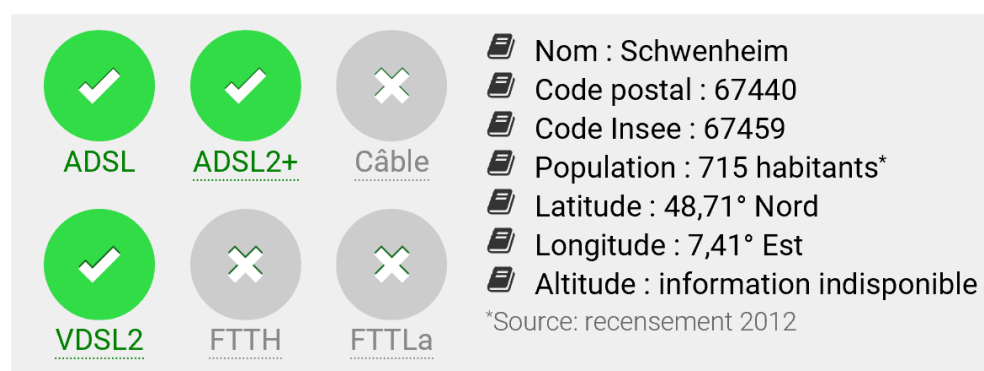 ADSL ADSL2+ Câble
VDSL2 FTTH FTTLa
Nom : Schwenheim
Code postal : 67440
Code Insee : 67459
Population : 715 habitants*
Latitude : 48,71° Nord
Longitude : 7,41° Est
Altitude : information indisponible
*Source: recensement 2012